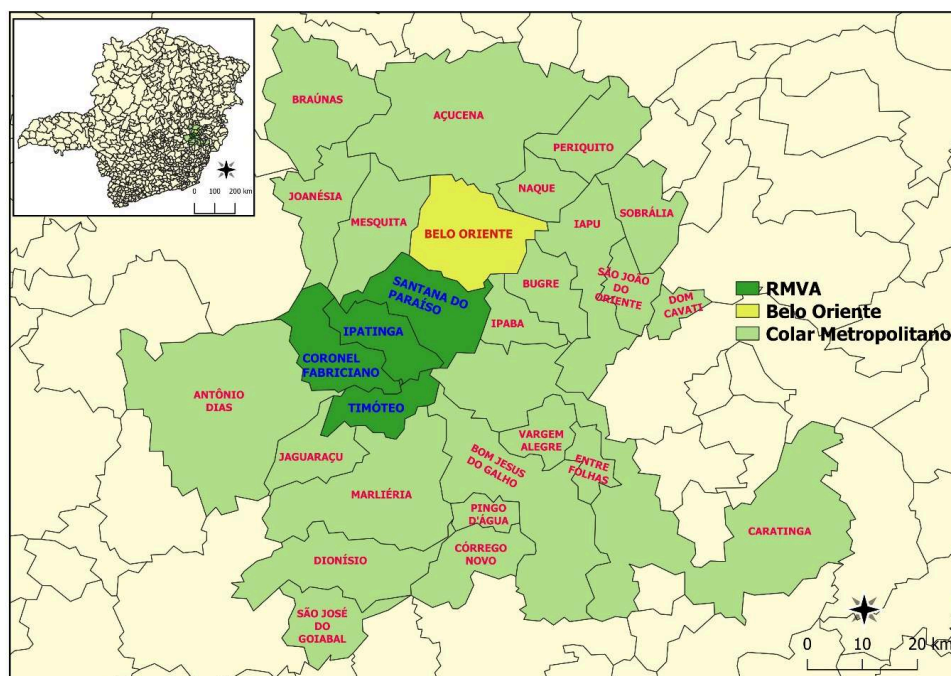 0 100 200 km
BRAÚNAS
AÇUCENA
PERIQUITO
JOANÉSIA
MESQUITA
NAQUE
BELO ORIENTE
IAPU
SOBRÁLIA
SANTANA DO
PARAÍSO
BUGRE
SÃO JOÃO
DO
ORIENTE
DOM
CAVATI
IPATINGA
IPABA
CORONEL
FABRICIANO
ANTÔNIO
DIAS
TIMÓTEO
JAGUARAÇU
MARLIÉRIA
BOM JESUS
DO GALHO
VARGEM
ALEGRE
ENTRE
FOLHAS
PINGO
D'ÁGUA
CARATINGA
DIONÍSIO
CÓRREGO
NOVO
SÃO JOSÉ
DO
GOIABAL
RMVA
Belo Oriente
Colar Metropolitano
0 10 20 km